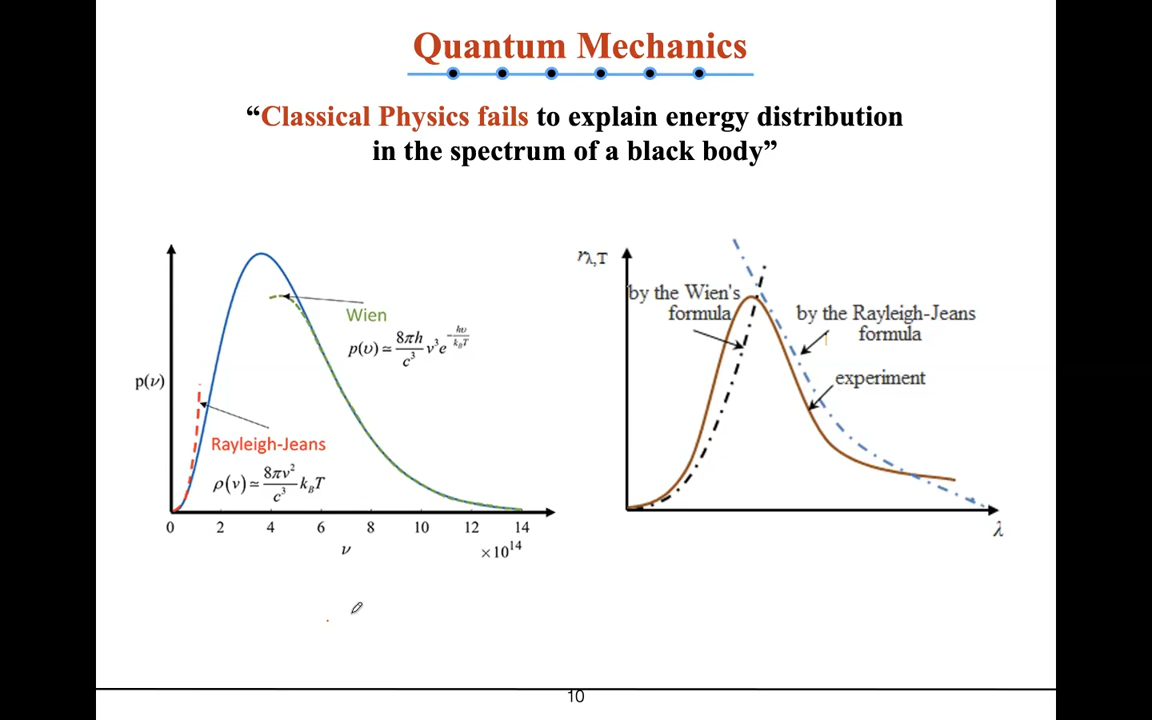 Quantum Mechanics
“Classical Physics fails to explain energy distribution
in the spectrum of a black body”
p(ν)
Wien
p(υ) ≃ 8πh/c³ ν³ e^(-hυ/k_BT)
Rayleigh-Jeans
ρ(ν) ≃ 8πν²/c³ k_BT
0 2 4 6 8 10 12 14
ν
×10¹⁴
r_λ,T
by the Wien's
formula
by the Rayleigh-Jeans
formula
experiment
λ
10